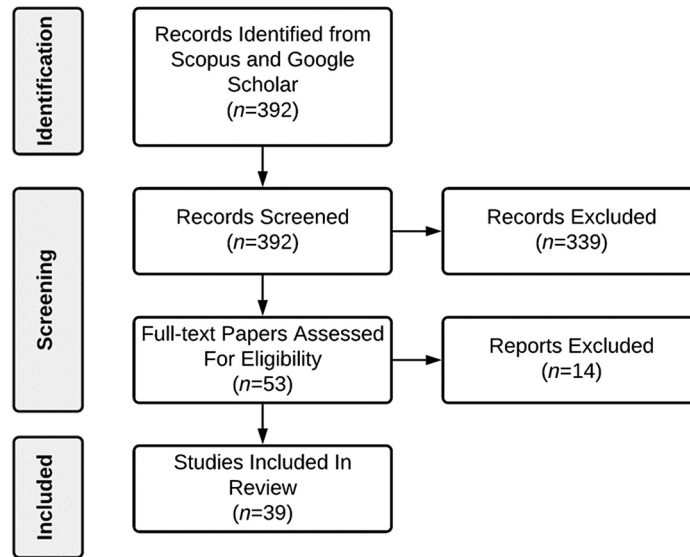 Identification
Records Identified from
Scopus and Google
Scholar
(n=392)
Screening
Records Screened
(n=392)
Records Excluded
(n=339)
Full-text Papers Assessed
For Eligibility
(n=53)
Reports Excluded
(n=14)
Included
Studies Included In
Review
(n=39)